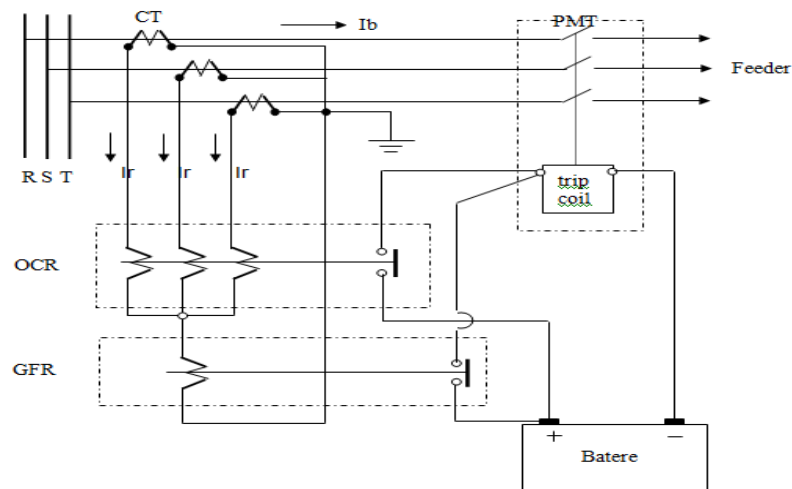 CT
Ib
PMT
Feeder
R S T
Ir
Ir
Ir
trip
coil
OCR
GFR
+
−
Batere